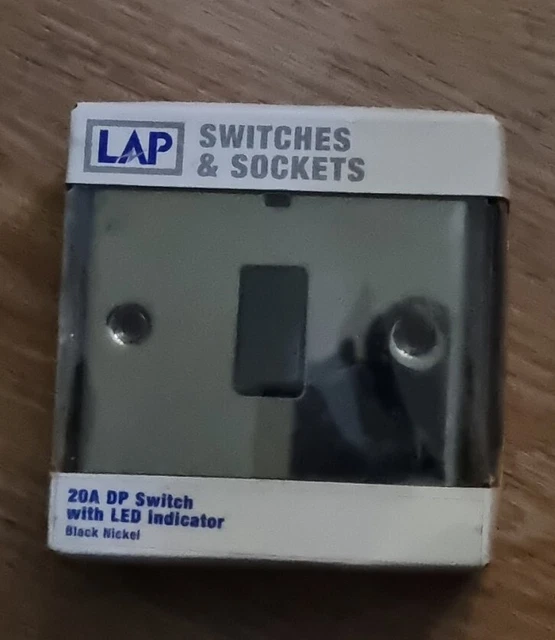 LAP
SWITCHES
& SOCKETS
20A DP Switch
with LED Indicator
Black Nickel